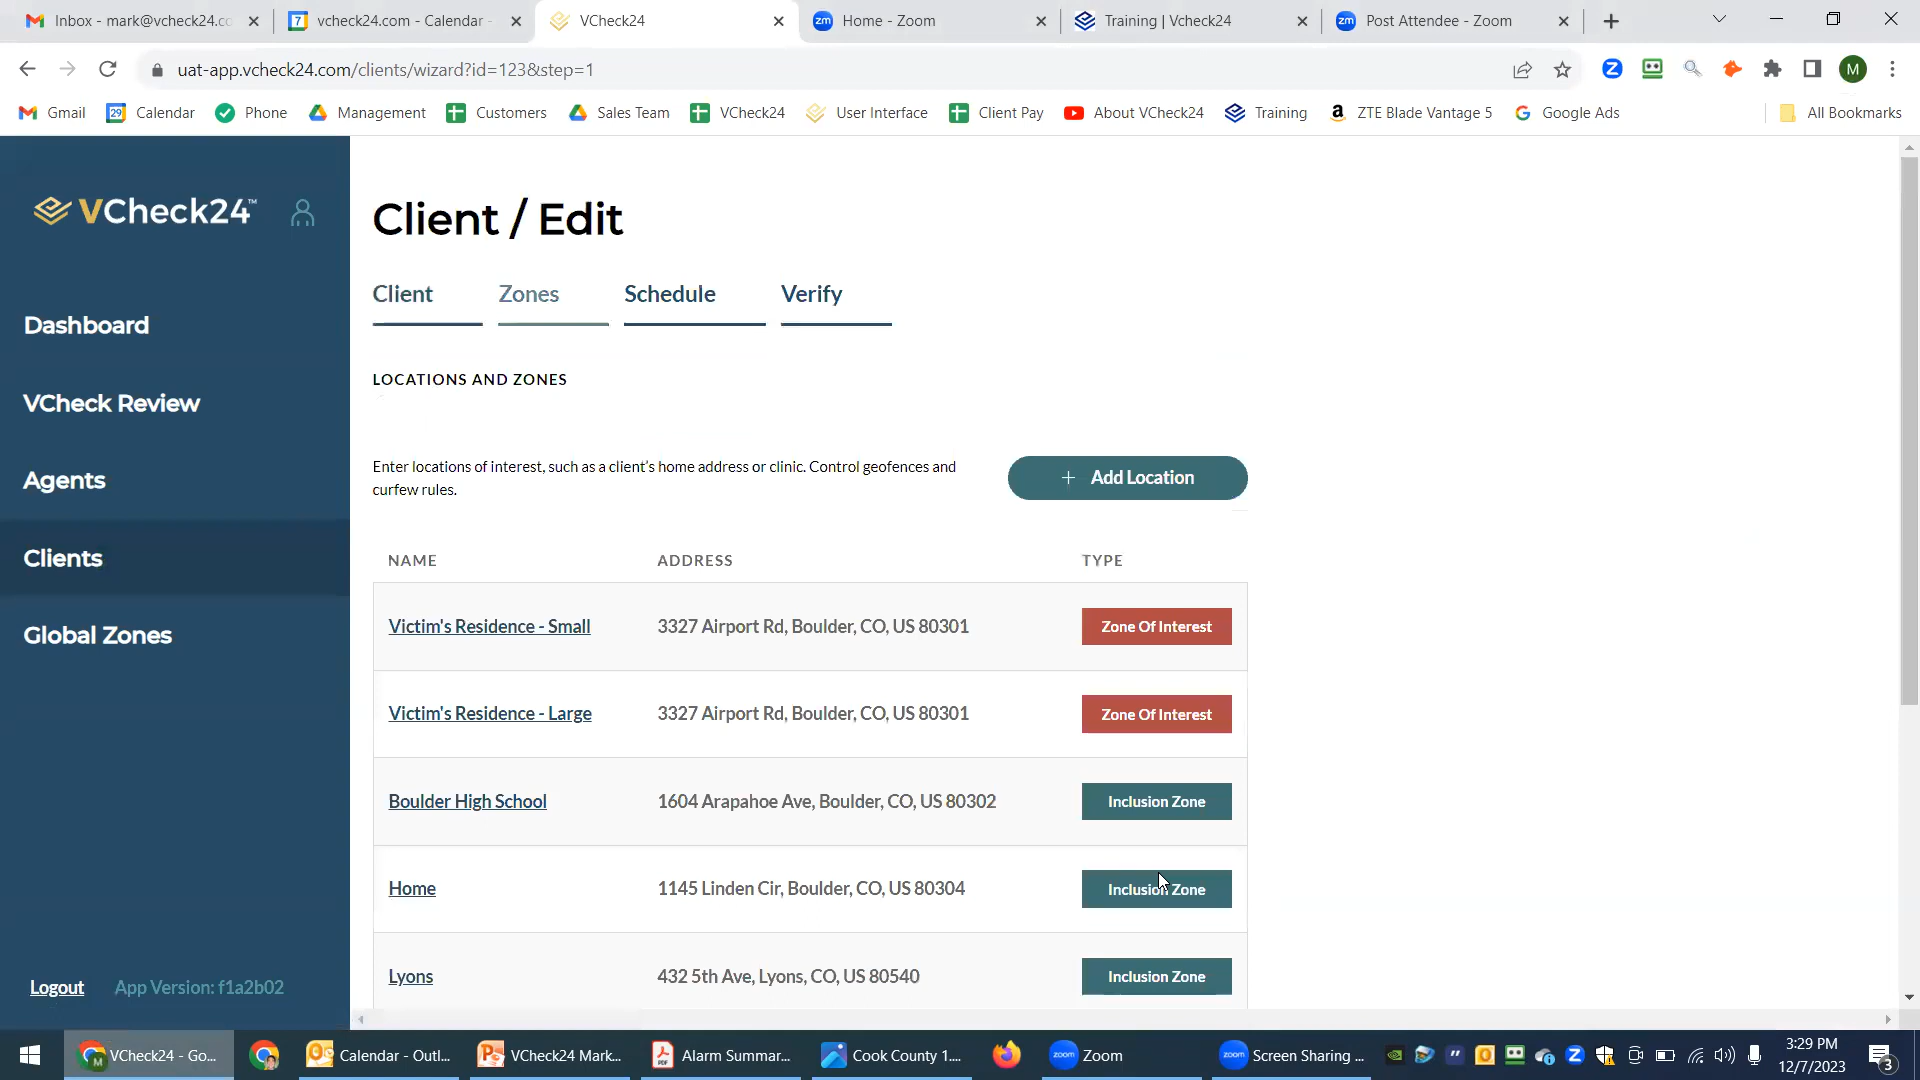 Inbox - mark@vcheck24.co
vcheck24.com - Calendar -
VCheck24
Home - Zoom
Training | Vcheck24
Post Attendee - Zoom
uat-app.vcheck24.com/clients/wizard?id=123&step=1
Gmail
Calendar
Phone
Management
Customers
Sales Team
VCheck24
User Interface
Client Pay
About VCheck24
Training
ZTE Blade Vantage 5
Google Ads
All Bookmarks
VCheck24™
Dashboard
VCheck Review
Agents
Clients
Global Zones
Logout
App Version: f1a2b02
Client / Edit
Client
Zones
Schedule
Verify
LOCATIONS AND ZONES
Enter locations of interest, such as a client's home address or clinic. Control geofences and
curfew rules.
+ Add Location
NAME ADDRESS TYPE
Victim's Residence - Small 3327 Airport Rd, Boulder, CO, US 80301 Zone Of Interest
Victim's Residence - Large 3327 Airport Rd, Boulder, CO, US 80301 Zone Of Interest
Boulder High School 1604 Arapahoe Ave, Boulder, CO, US 80302 Inclusion Zone
Home 1145 Linden Cir, Boulder, CO, US 80304 Inclusion Zone
Lyons 432 5th Ave, Lyons, CO, US 80540 Inclusion Zone
VCheck24 - Go...
Calendar - Outl...
VCheck24 Mark...
Alarm Summar...
Cook County 1....
Zoom
Screen Sharing ...
3:29 PM
12/7/2023
3